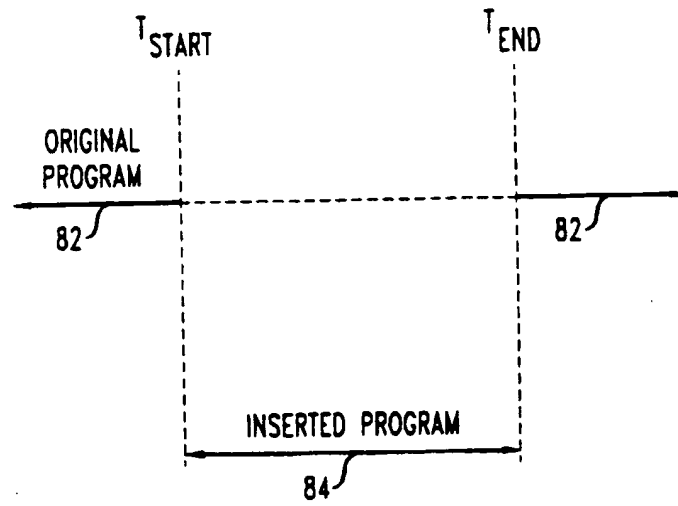 T START
T END
ORIGINAL
PROGRAM
82
82
INSERTED PROGRAM
84